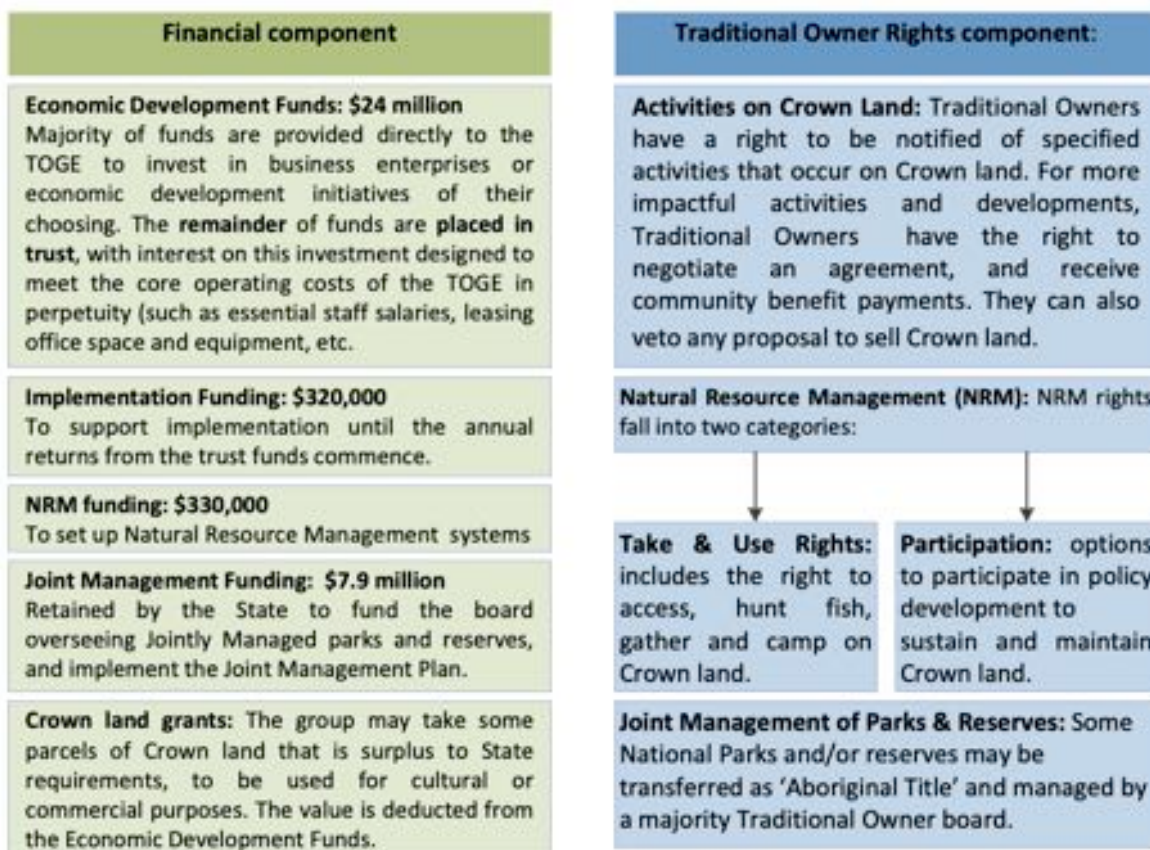 Financial component
Economic Development Funds: $24 million
Majority of funds are provided directly to the
TOGE to invest in business enterprises or
economic development initiatives of their
choosing. The remainder of funds are placed in
trust, with interest on this investment designed to
meet the core operating costs of the TOGE in
perpetuity (such as essential staff salaries, leasing
office space and equipment, etc.
Implementation Funding: $320,000
To support implementation until the annual
returns from the trust funds commence.
NRM funding: $330,000
To set up Natural Resource Management systems
Joint Management Funding: $7.9 million
Retained by the State to fund the board
overseeing Jointly Managed parks and reserves,
and implement the Joint Management Plan.
Crown land grants: The group may take some
parcels of Crown land that is surplus to State
requirements, to be used for cultural or
commercial purposes. The value is deducted from
the Economic Development Funds.
Traditional Owner Rights component:
Activities on Crown Land: Traditional Owners
have a right to be notified of specified
activities that occur on Crown land. For more
impactful activities and developments,
Traditional Owners have the right to
negotiate an agreement, and receive
community benefit payments. They can also
veto any proposal to sell Crown land.
Natural Resource Management (NRM): NRM rights
fall into two categories:
Take & Use Rights:
includes the right to
access, hunt fish,
gather and camp on
Crown land.
Participation: options
to participate in policy
development to
sustain and maintain
Crown land.
Joint Management of Parks & Reserves: Some
National Parks and/or reserves may be
transferred as 'Aboriginal Title' and managed by
a majority Traditional Owner board.